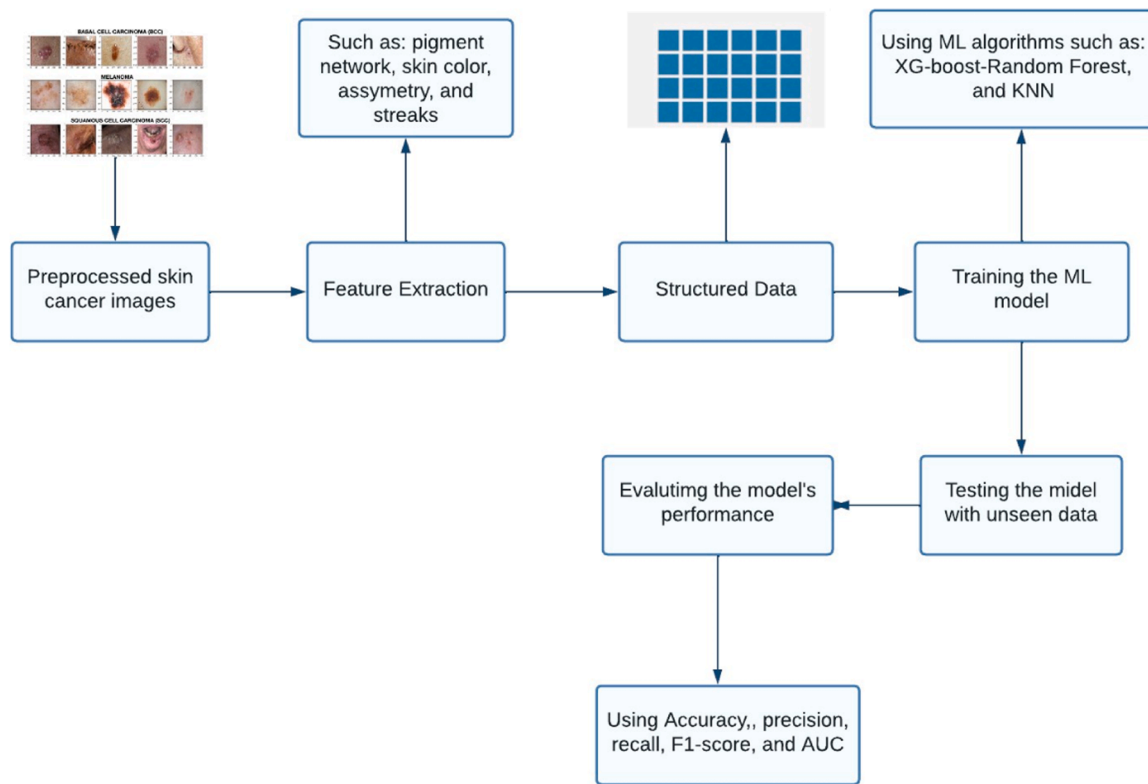 BABAL CELL CARCINOMA (BCC)
MELANOMA
SQUAMOUS CELL CARCINOMA (SCC)
Such as: pigment
network, skin color,
assymetry, and
streaks
Using ML algorithms such as:
XG-boost-Random Forest,
and KNN
Preprocessed skin
cancer images
Feature Extraction
Structured Data
Training the ML
model
Evalutimg the model's
performance
Testing the midel
with unseen data
Using Accuracy,, precision,
recall, F1-score, and AUC